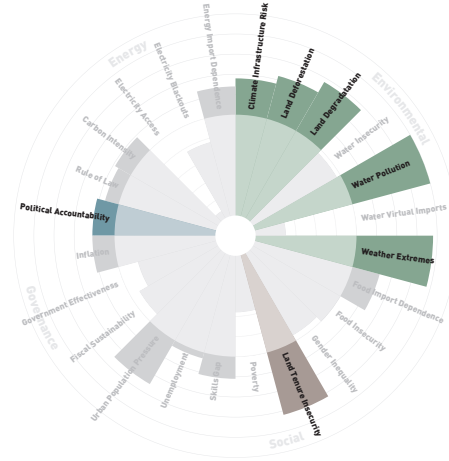 Energy
Environmental
Governance
Social
Climate Infrastructure Risk
Land Deforestation
Land Degradatation
Water Insecurity
Water Pollution
Water Virtual Imports
Weather Extremes
Food Import Dependence
Food Insecurity
Gender Inequality
Land Tenure Insecurity
Poverty
Skills Gap
Unemployment
Urban Population Pressure
Fiscal Sustainability
Government Effectiveness
Inflation
Political Accountability
Rule of Law
Carbon Intensity
Electricity Access
Electricity Blackouts
Energy Import Dependence